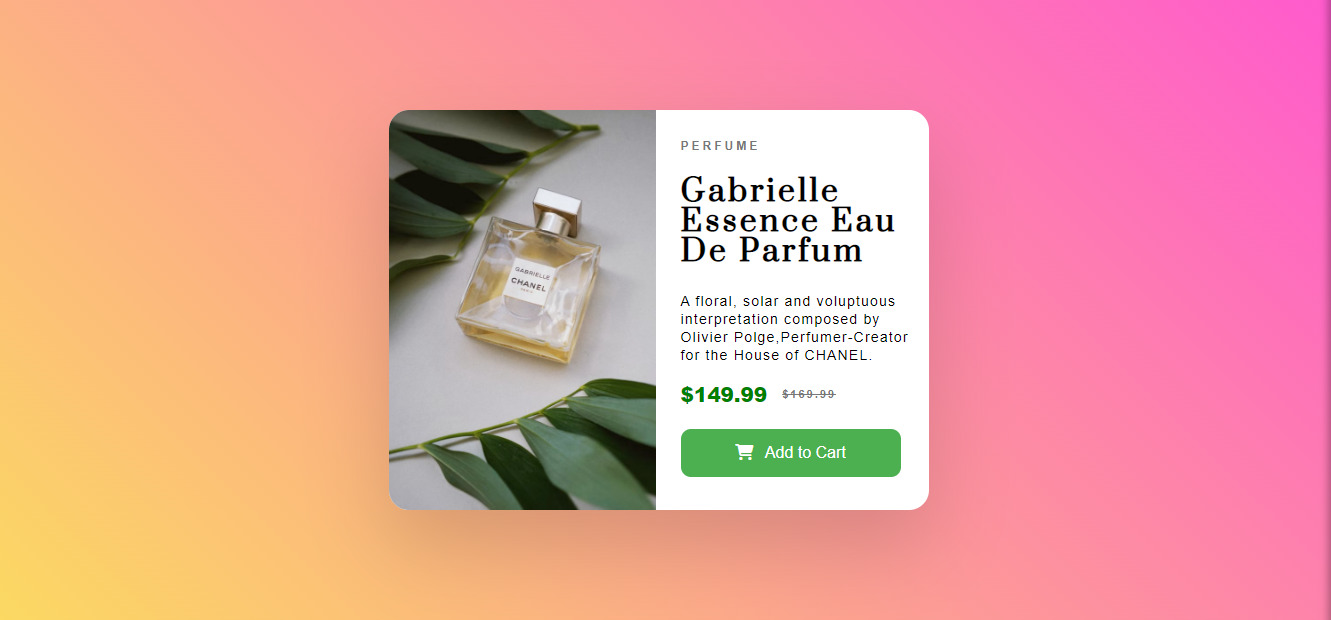 PERFUME
Gabrielle
Essence Eau
De Parfum
A floral, solar and voluptuous
interpretation composed by
Olivier Polge,Perfumer-Creator
for the House of CHANEL.
$149.99 $169.99
Add to Cart
GABRIELLE
CHANEL
PARIS